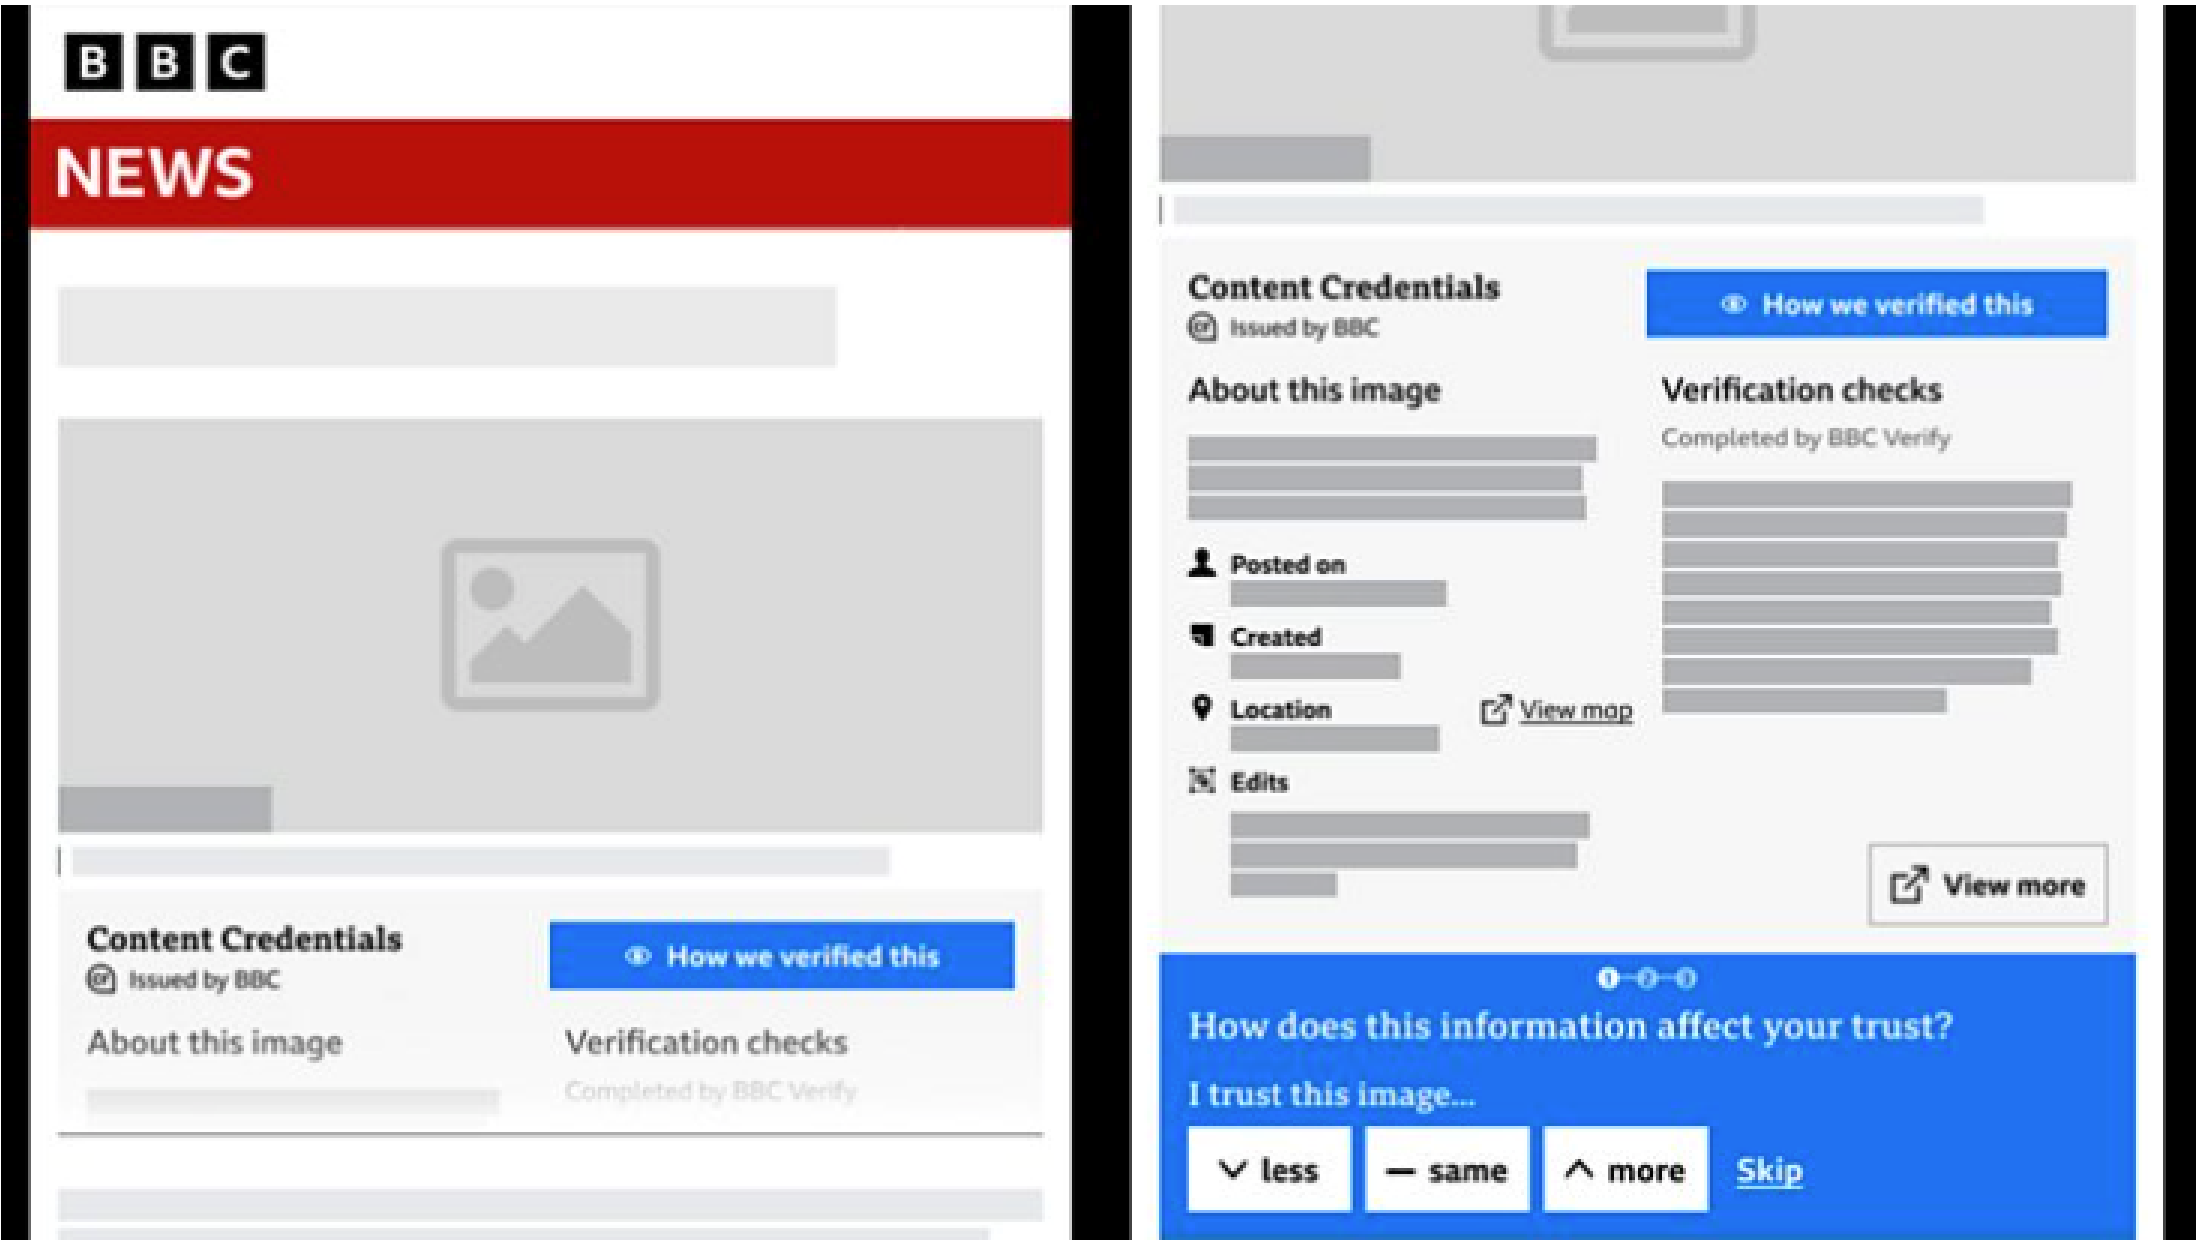 BBC
NEWS
Content Credentials
Issued by BBC
How we verified this
About this image
Verification checks
Completed by BBC Verify
Content Credentials
Issued by BBC
How we verified this
About this image
Verification checks
Completed by BBC Verify
Posted on
Created
Location
View map
Edits
View more
1 2 3
How does this information affect your trust?
I trust this image...
less
same
more
Skip